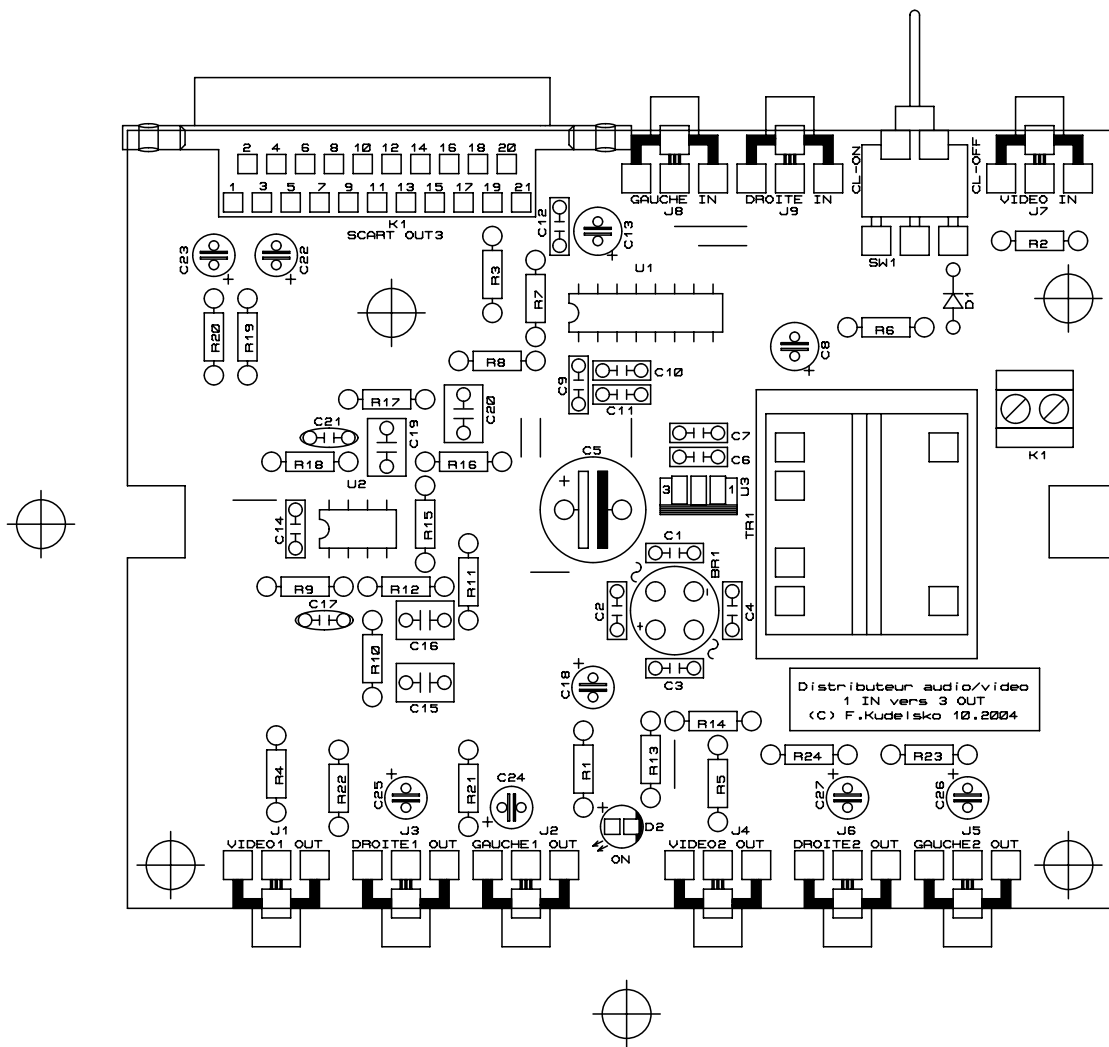 2 4 6 8 10 12 14 16 18 20
1 3 5 7 9 11 13 15 17 19 21
K1
SCART OUT3
GAUCHE IN
J8
DROITE IN
J9
CL-ON
CL-OFF
VIDEO IN
J7
SW1
R2
C12
C13
C23
C22
R3
R7
U1
D1
R6
C8
R20
R19
R8
C9
C10
C11
R17
C20
C21
C19
R18
R16
C7
C6
K1
C5
+
3 1
U3
TR1
U2
C14
R15
R9
R12
R11
C17
C16
R10
C15
C1
BR1
C2
C4
C3
C18
Distributeur audio/video
1 IN vers 3 OUT
(C) F.Kudelsko 10.2004
R14
R4
R22
C25
R21
C24
R1
R13
R5
R24
R23
C27
C26
D2
ON
J1
VIDEO1 OUT
J3
DROITE1 OUT
J2
GAUCHE1 OUT
J4
VIDEO2 OUT
J6
DROITE2 OUT
J5
GAUCHE2 OUT